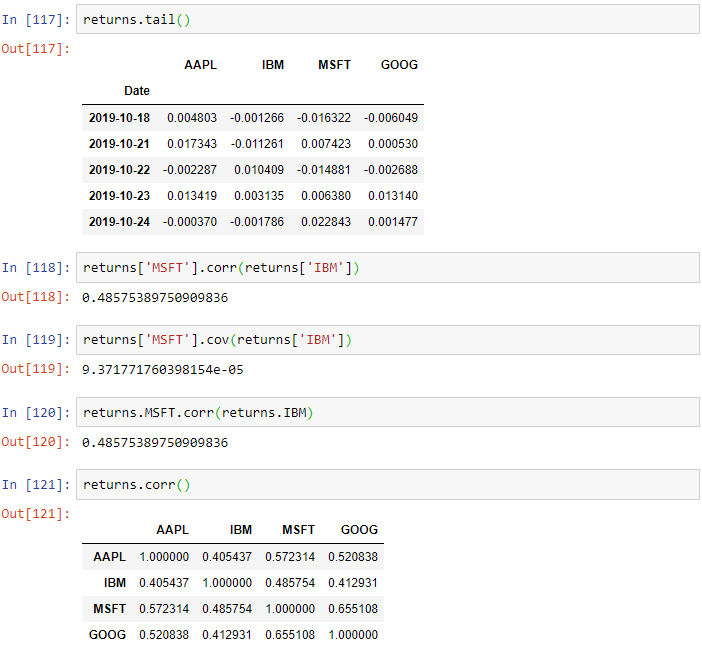 In [117]: returns.tail()
Out[117]:
AAPL IBM MSFT GOOG
Date
2019-10-18 0.004803 -0.001266 -0.016322 -0.006049
2019-10-21 0.017343 -0.011261 0.007423 0.000530
2019-10-22 -0.002287 0.010409 -0.014881 -0.002688
2019-10-23 0.013419 0.003135 0.006380 0.013140
2019-10-24 -0.000370 -0.001786 0.022843 0.001477
In [118]: returns['MSFT'].corr(returns['IBM'])
Out[118]: 0.48575389750909836
In [119]: returns['MSFT'].cov(returns['IBM'])
Out[119]: 9.371771760398154e-05
In [120]: returns.MSFT.corr(returns.IBM)
Out[120]: 0.48575389750909836
In [121]: returns.corr()
Out[121]:
AAPL IBM MSFT GOOG
AAPL 1.000000 0.405437 0.572314 0.520838
IBM 0.405437 1.000000 0.485754 0.412931
MSFT 0.572314 0.485754 1.000000 0.655108
GOOG 0.520838 0.412931 0.655108 1.000000